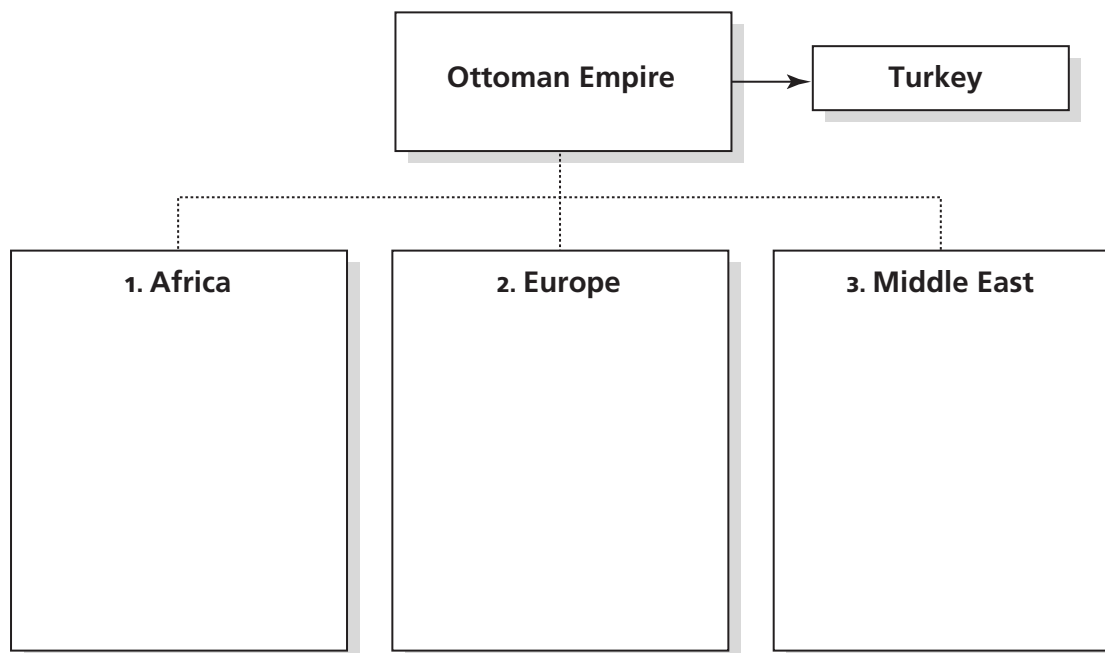 Ottoman Empire
Turkey
1. Africa
2. Europe
3. Middle East